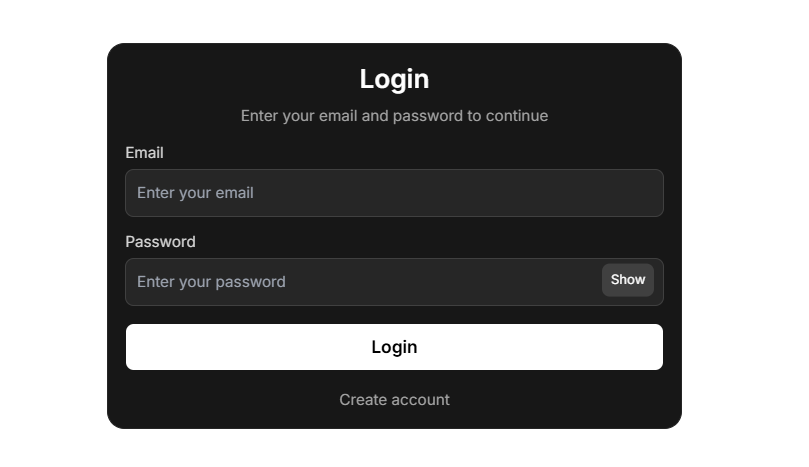 Login
Enter your email and password to continue
Email
Enter your email
Password
Enter your password
Show
Login
Create account